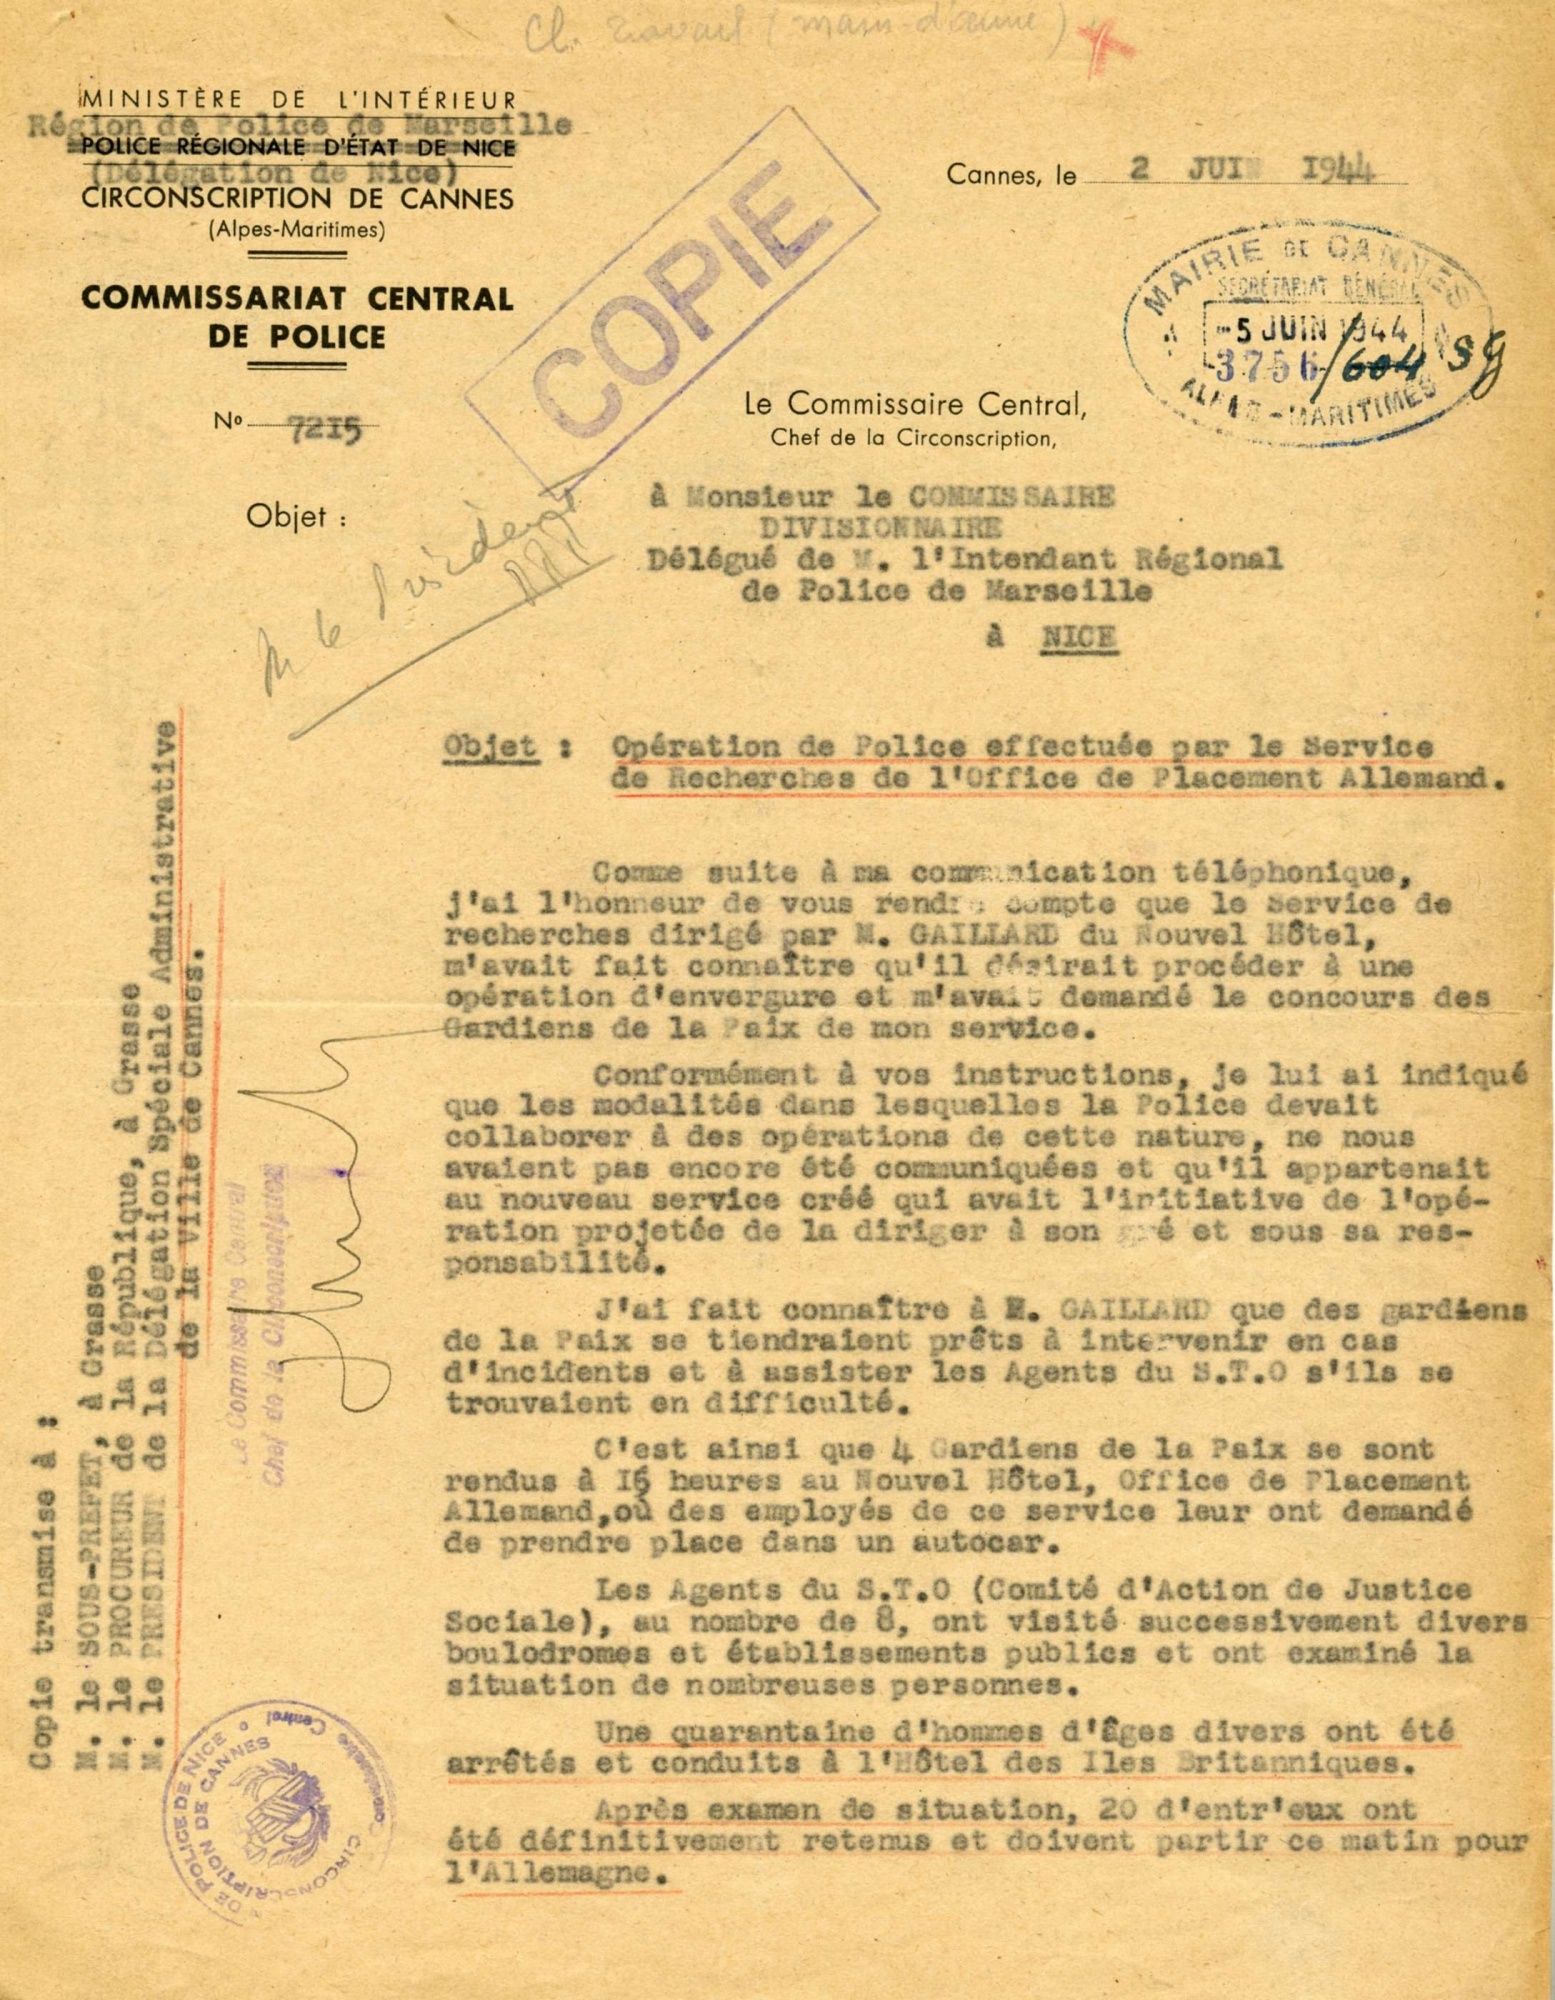 Cl. Travail (main-d'œuvre)
MINISTÈRE DE L'INTÉRIEUR
Région de Police de Marseille
POLICE RÉGIONALE D'ÉTAT DE NICE
(Délégation de Nice)
CIRCONSCRIPTION DE CANNES
(Alpes-Maritimes)
COMMISSARIAT CENTRAL
DE POLICE
Nº 7215
Objet :
COPIE
Cannes, le 2 JUIN 1944
MAIRIE DE CANNES
SECRÉTARIAT GÉNÉRAL
-5 JUIN 1944
3756/604 SG
ALPES-MARITIMES
Le Commissaire Central,
Chef de la Circonscription,
M le Président
à Monsieur le COMMISSAIRE
DIVISIONNAIRE
Délégué de M. l'Intendant Régional
de Police de Marseille
à NICE
Objet : Opération de Police effectuée par le Service
de Recherches de l'Office de Placement Allemand.
Comme suite à ma communication téléphonique,
j'ai l'honneur de vous rendre compte que le Service de
recherches dirigé par M. GAILLARD du Nouvel Hôtel,
m'avait fait connaître qu'il désirait procéder à une
opération d'envergure et m'avait demandé le concours des
Gardiens de la Paix de mon service.
Conformément à vos instructions, je lui ai indiqué
que les modalités dans lesquelles la Police devait
collaborer à des opérations de cette nature, ne nous
avaient pas encore été communiquées et qu'il appartenait
au nouveau service créé qui avait l'initiative de l'opé-
ration projetée de la diriger à son gré et sous sa res-
ponsabilité.
J'ai fait connaître à M. GAILLARD que des gardiens
de la Paix se tiendraient prêts à intervenir en cas
d'incidents et à assister les Agents du S.T.O s'ils se
trouvaient en difficulté.
C'est ainsi que 4 Gardiens de la Paix se sont
rendus à 15 heures au Nouvel Hôtel, Office de Placement
Allemand,où des employés de ce service leur ont demandé
de prendre place dans un autocar.
Les Agents du S.T.O (Comité d'Action de Justice
Sociale), au nombre de 8, ont visité successivement divers
boulodromes et établissements publics et ont examiné la
situation de nombreuses personnes.
Une quarantaine d'hommes d'âges divers ont été
arrêtés et conduits à l'Hôtel des Iles Britanniques.
Après examen de situation, 20 d'entr'eux ont
été définitivement retenus et doivent partir ce matin pour
l'Allemagne.
Copie transmise à :
M. le SOUS-PREFET, à Grasse
M. le PROCUREUR de la République, à Grasse
M. le PRESIDENT de la Délégation Spéciale Administrative
de la Ville de Cannes.
Le Commissaire Central
Chef de la Circonscription
DE POLICE DE NICE
Commissaire Central
CIRCONSCRIPTION DE CANNES
CIRCONSCRIPTION